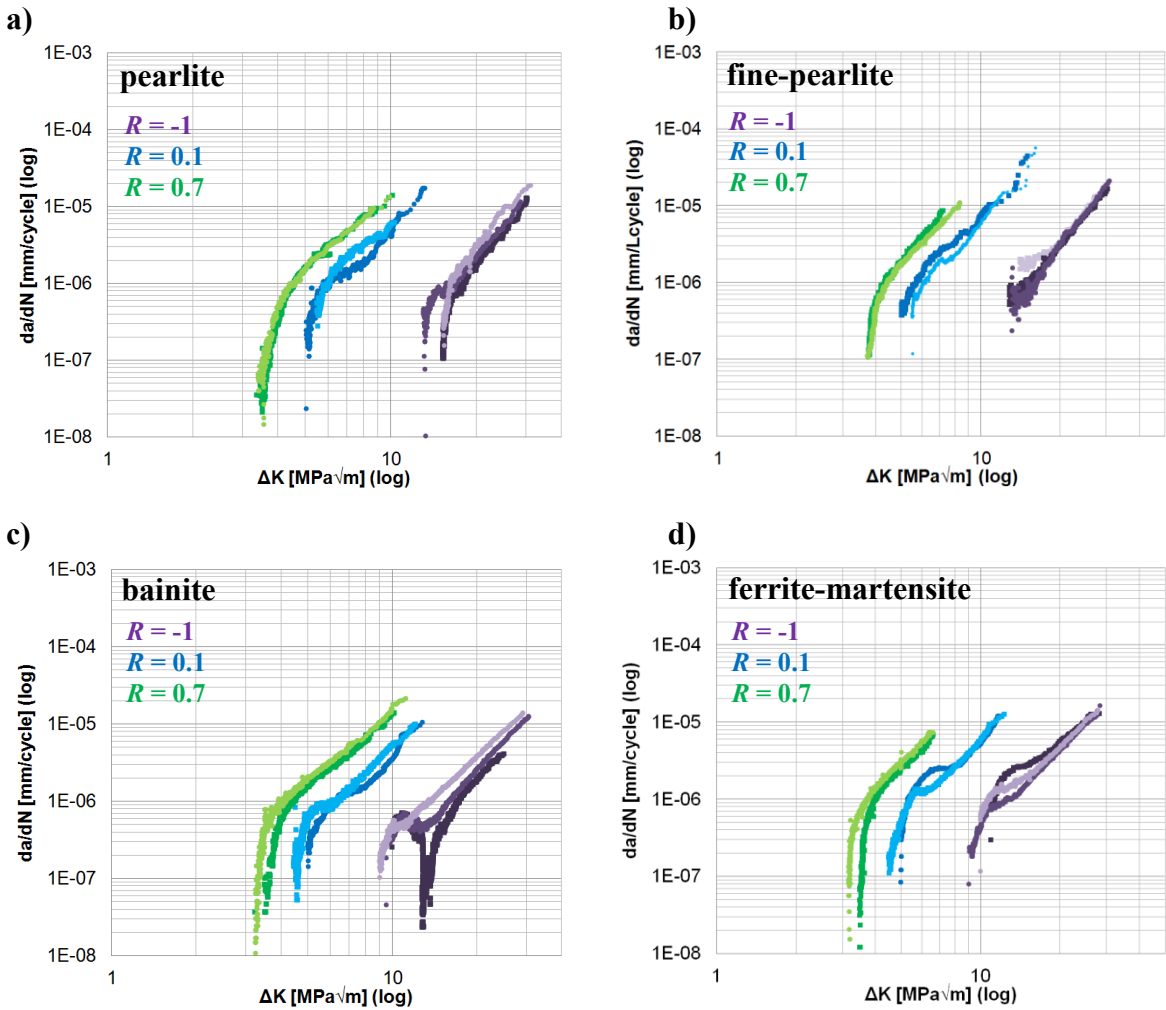 a)
1E-03
1E-04
1E-05
1E-06
1E-07
1E-08
da/dN [mm/cycle] (log)
pearlite
R = -1
R = 0.1
R = 0.7
1
10
ΔK [MPa√m] (log)
b)
1E-03
1E-04
1E-05
1E-06
1E-07
1E-08
da/dN [mm/Lcycle] (log)
fine-pearlite
R = -1
R = 0.1
R = 0.7
1
10
ΔK [MPa√m] (log)
c)
1E-03
1E-04
1E-05
1E-06
1E-07
1E-08
da/dN [mm/cycle] (log)
bainite
R = -1
R = 0.1
R = 0.7
1
10
ΔK [MPa√m] (log)
d)
1E-03
1E-04
1E-05
1E-06
1E-07
1E-08
da/dN [mm/cycle] (log)
ferrite-martensite
R = -1
R = 0.1
R = 0.7
1
10
ΔK [MPa√m] (log)